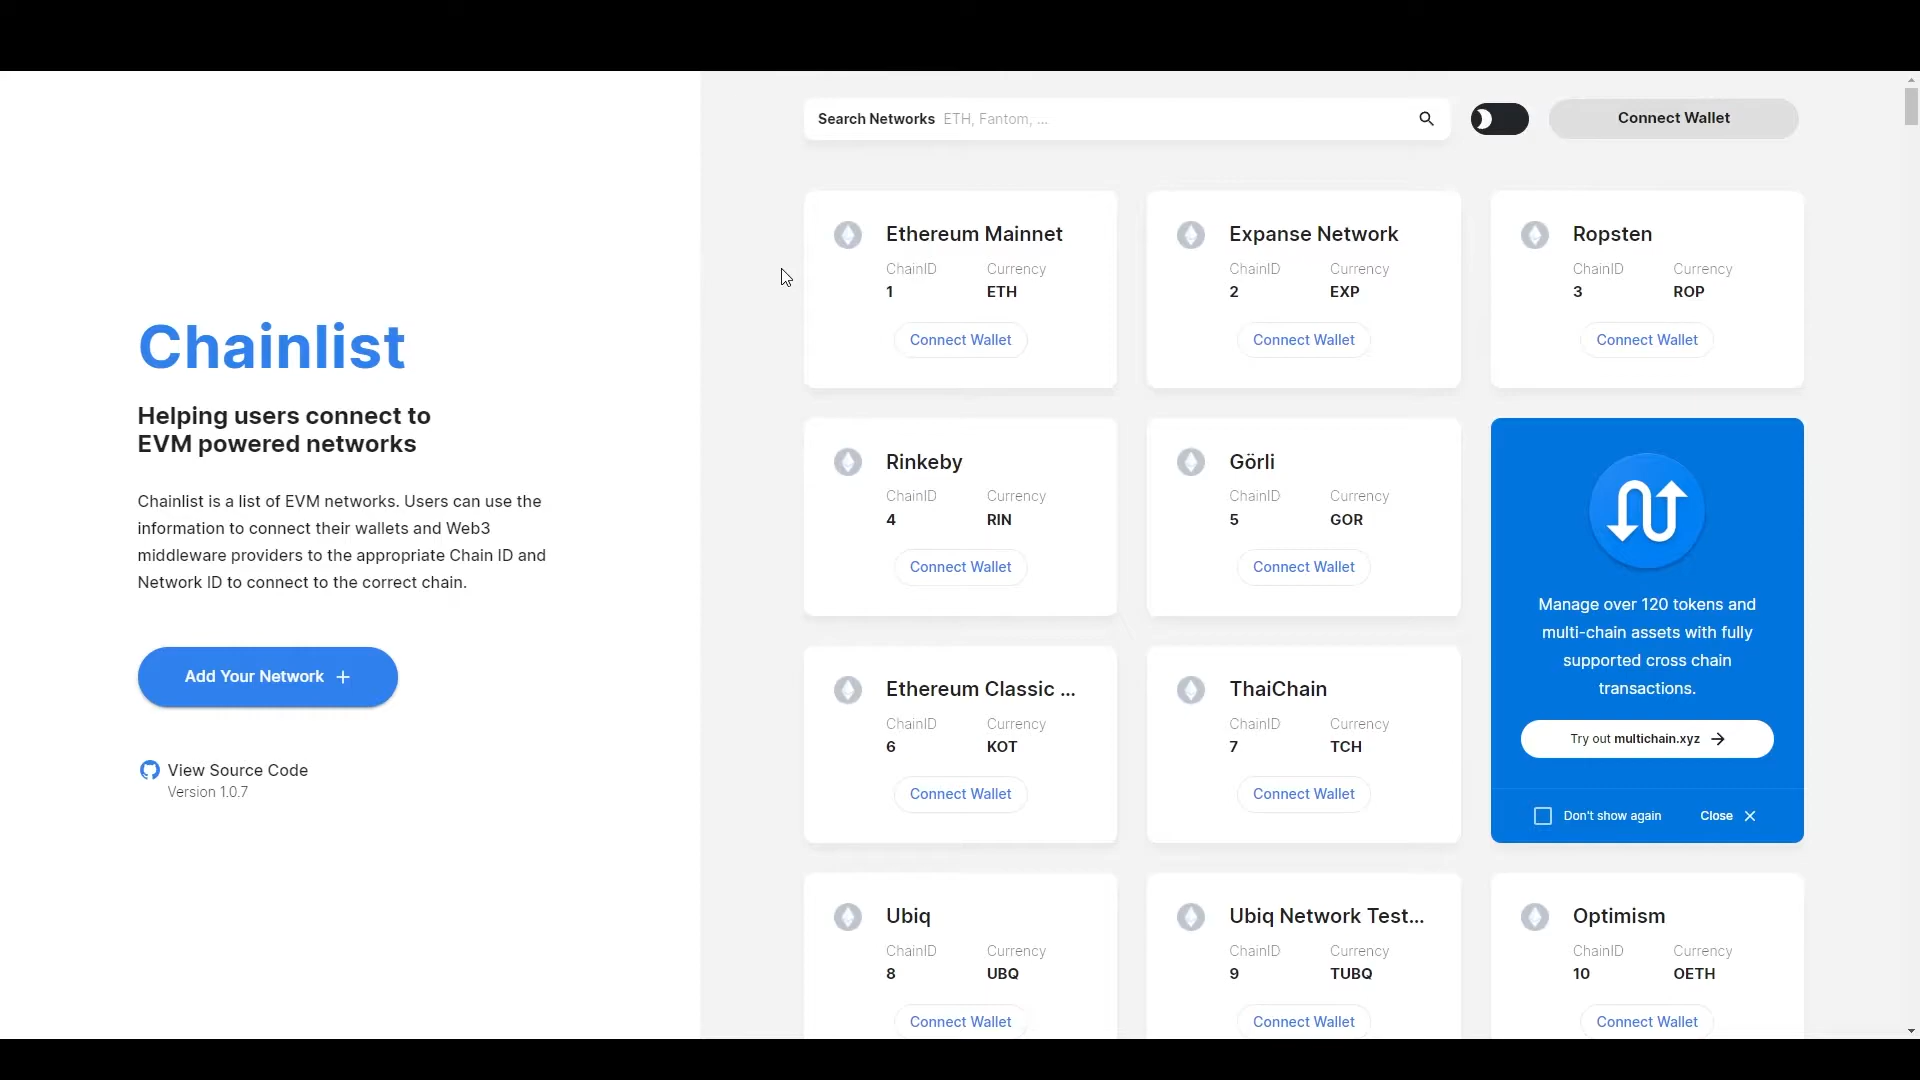 Search Networks ETH, Fantom, ...
Connect Wallet
Chainlist
Helping users connect to
EVM powered networks
Chainlist is a list of EVM networks. Users can use the
information to connect their wallets and Web3
middleware providers to the appropriate Chain ID and
Network ID to connect to the correct chain.
Add Your Network +
View Source Code
Version 1.0.7
Ethereum Mainnet
ChainID Currency
1 ETH
Connect Wallet
Expanse Network
ChainID Currency
2 EXP
Connect Wallet
Ropsten
ChainID Currency
3 ROP
Connect Wallet
Rinkeby
ChainID Currency
4 RIN
Connect Wallet
Görli
ChainID Currency
5 GOR
Connect Wallet
Manage over 120 tokens and
multi-chain assets with fully
supported cross chain
transactions.
Try out multichain.xyz
Don't show again
Close
Ethereum Classic ...
ChainID Currency
6 KOT
Connect Wallet
ThaiChain
ChainID Currency
7 TCH
Connect Wallet
Ubiq
ChainID Currency
8 UBQ
Connect Wallet
Ubiq Network Test...
ChainID Currency
9 TUBQ
Connect Wallet
Optimism
ChainID Currency
10 OETH
Connect Wallet